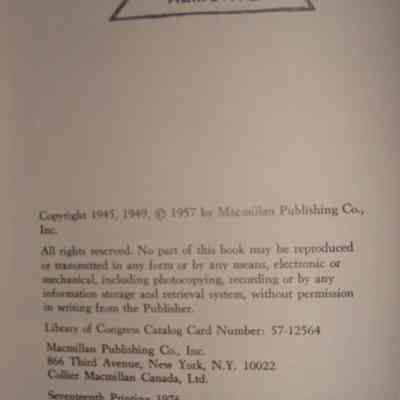 Copyright 1945, 1949, © 1957 by Macmillan Publishing Co.,
Inc.
All rights reserved. No part of this book may be reproduced
or transmitted in any form or by any means, electronic or
mechanical, including photocopying, recording or by any
information storage and retrieval system, without permission
in writing from the Publisher.
Library of Congress Catalog Card Number: 57-12564
Macmillan Publishing Co., Inc.
866 Third Avenue, New York, N.Y. 10022
Collier Macmillan Canada, Ltd.
Seventeenth Printing 1976